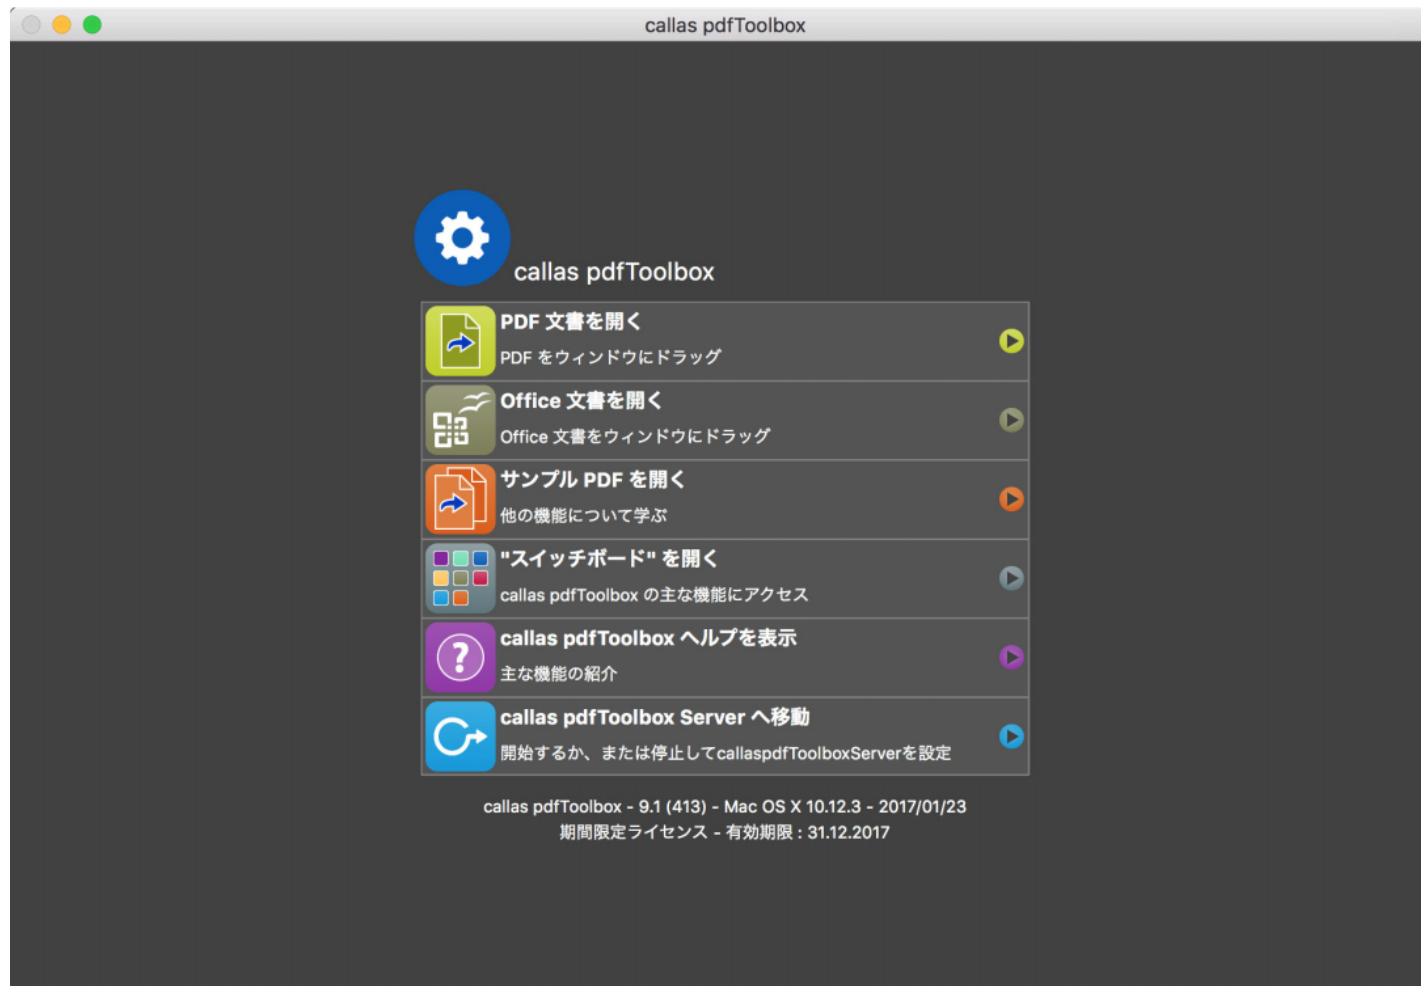 callas pdfToolbox
callas pdfToolbox
PDF 文書を開く
PDF をウィンドウにドラッグ
Office 文書を開く
Office 文書をウィンドウにドラッグ
サンプル PDF を開く
他の機能について学ぶ
"スイッチボード" を開く
callas pdfToolbox の主な機能にアクセス
callas pdfToolbox ヘルプを表示
主な機能の紹介
callas pdfToolbox Server へ移動
開始するか、または停止してcallaspdfToolboxServerを設定
callas pdfToolbox - 9.1 (413) - Mac OS X 10.12.3 - 2017/01/23
期間限定ライセンス - 有効期限 : 31.12.2017